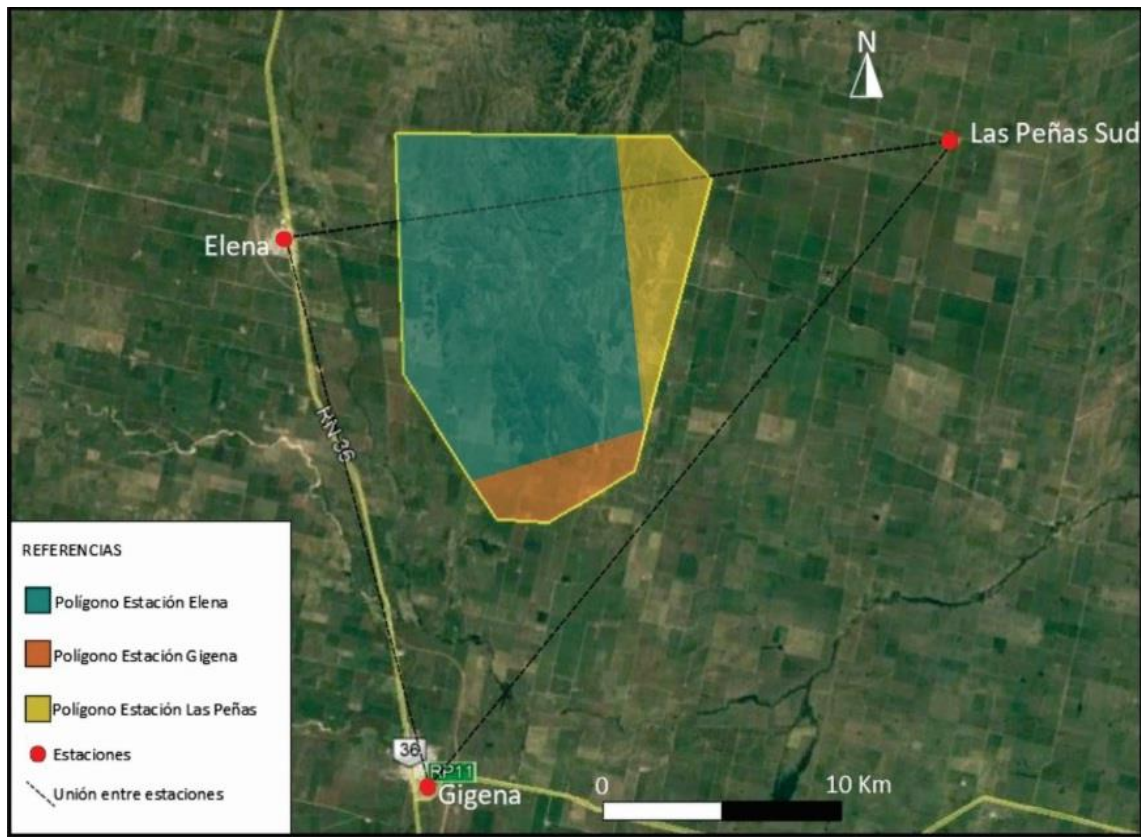 N
Las Peñas Sud
Elena
RN 36
REFERENCIAS
Polígono Estación Elena
Polígono Estación Gigena
Polígono Estación Las Peñas
Estaciones
Unión entre estaciones
36
RP11
Gigena
0 10 Km